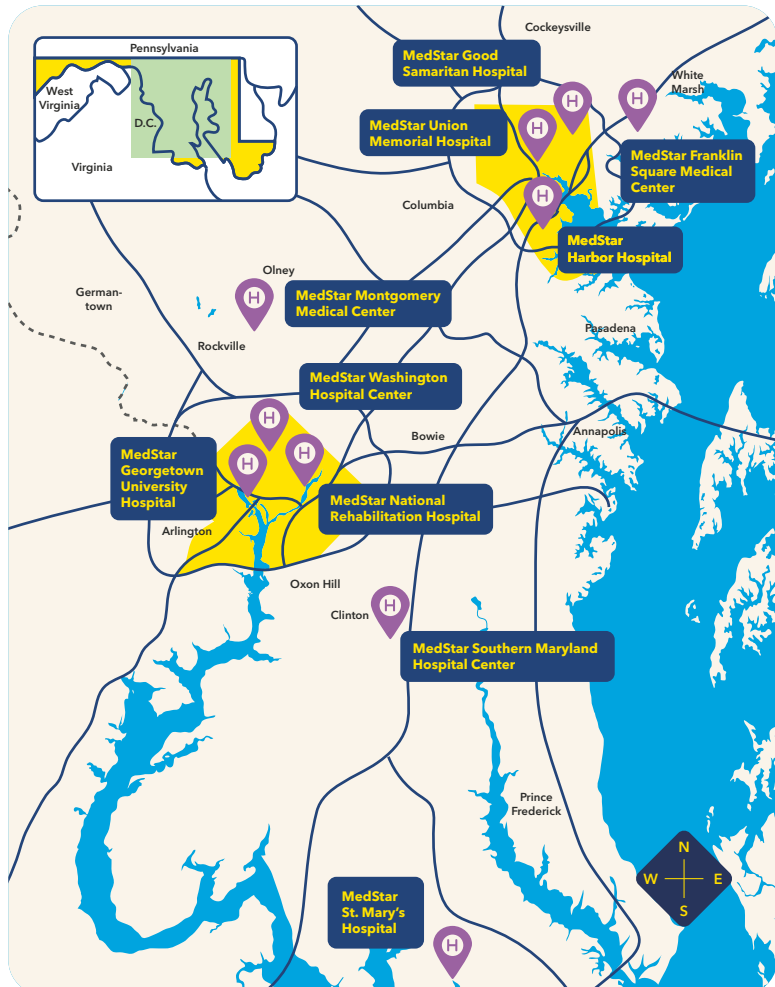 Cockeysville
Pennsylvania
MedStar Good
Samaritan Hospital
West
Virginia
White
Marsh
H
H
H
D.C.
MedStar Union
Memorial Hospital
Virginia
MedStar Franklin
Square Medical
Center
H
Columbia
MedStar
Harbor Hospital
Olney
H
German-
town
MedStar Montgomery
Medical Center
Rockville
Pasadena
MedStar Washington
Hospital Center
H
Bowie
Annapolis
MedStar
Georgetown
University
Hospital
H
H
MedStar National
Rehabilitation Hospital
Arlington
Oxon Hill
Clinton
H
MedStar Southern Maryland
Hospital Center
Prince
Frederick
N
W E
S
MedStar
St. Mary's
Hospital
H